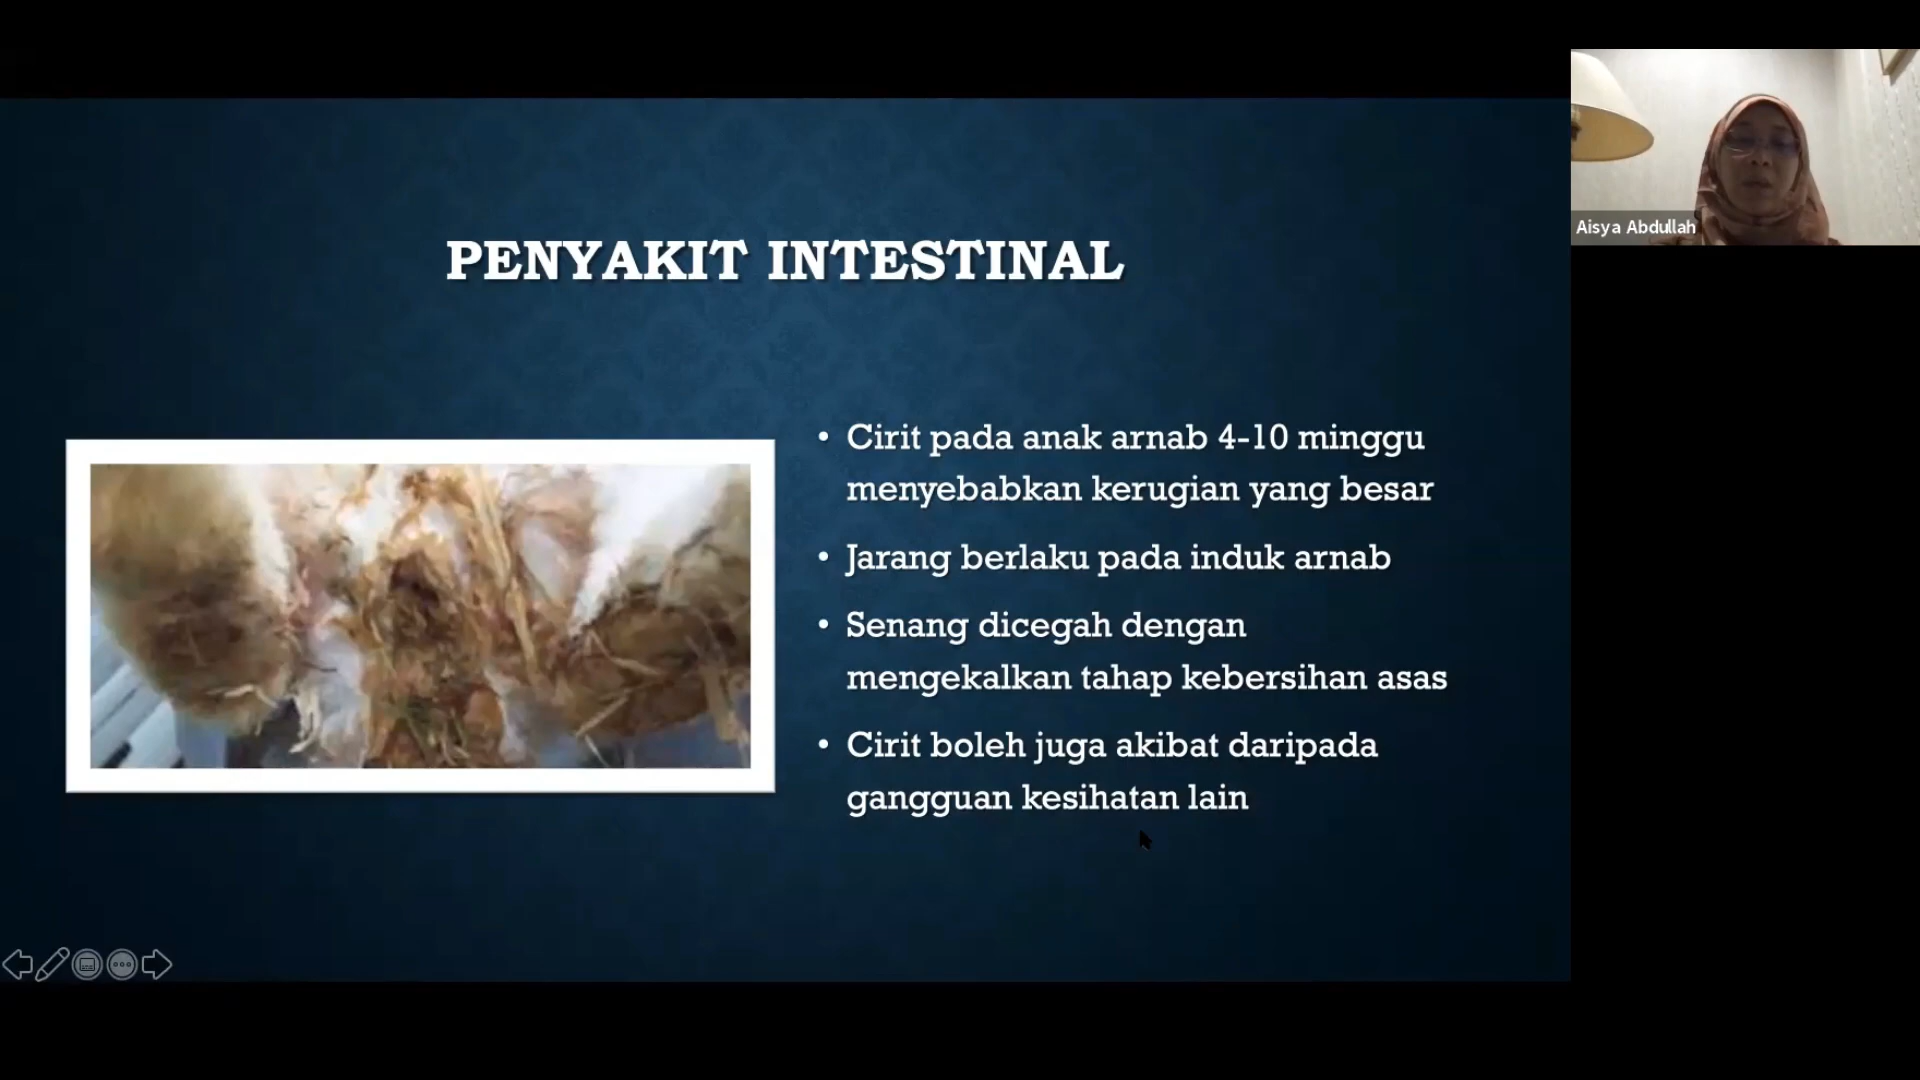 PENYAKIT INTESTINAL
• Cirit pada anak arnab 4-10 minggu
menyebabkan kerugian yang besar
• Jarang berlaku pada induk arnab
• Senang dicegah dengan
mengekalkan tahap kebersihan asas
• Cirit boleh juga akibat daripada
gangguan kesihatan lain
Aisya Abdullah